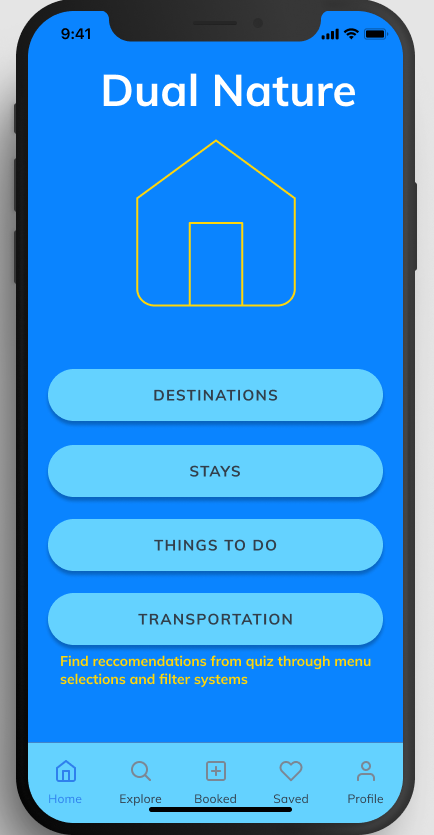 9:41
Dual Nature
DESTINATIONS
STAYS
THINGS TO DO
TRANSPORTATION
Find reccomendations from quiz through menu
selections and filter systems
Home Explore Booked Saved Profile